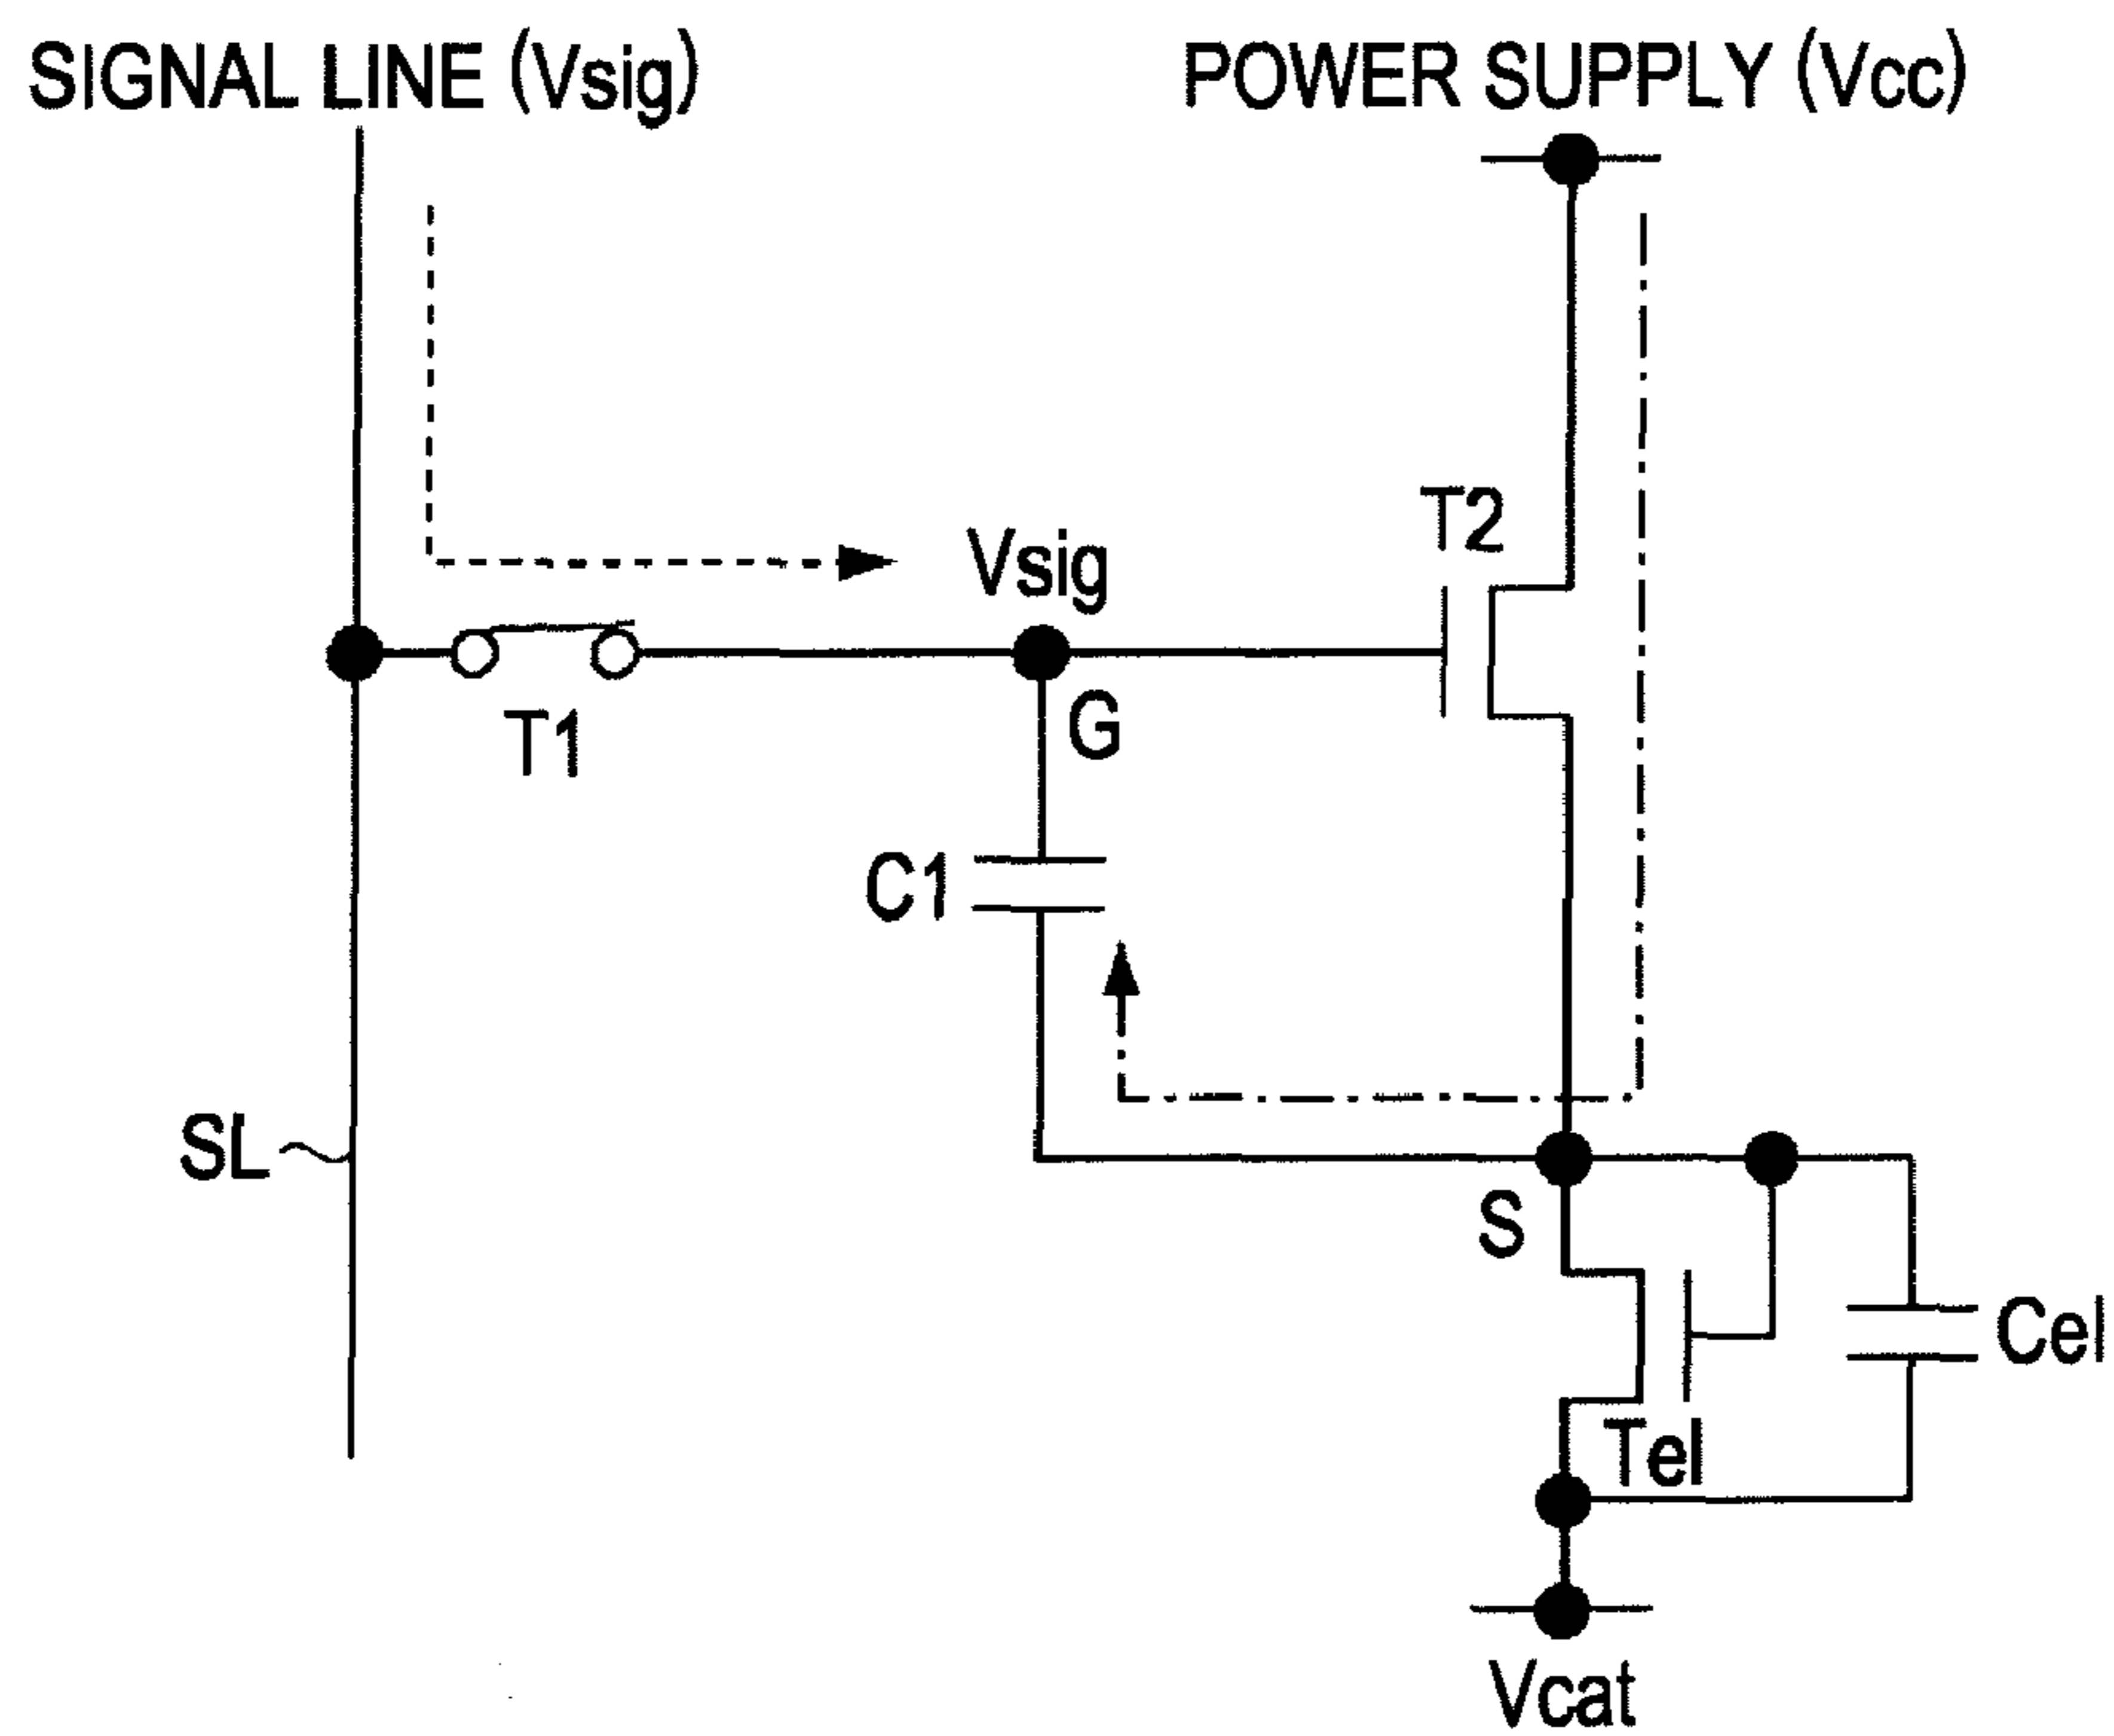 SIGNAL LINE (Vsig)
POWER SUPPLY (Vcc)
T2
Vsig
T1
G
C1
SL
S
Cel
Tel
Vcat